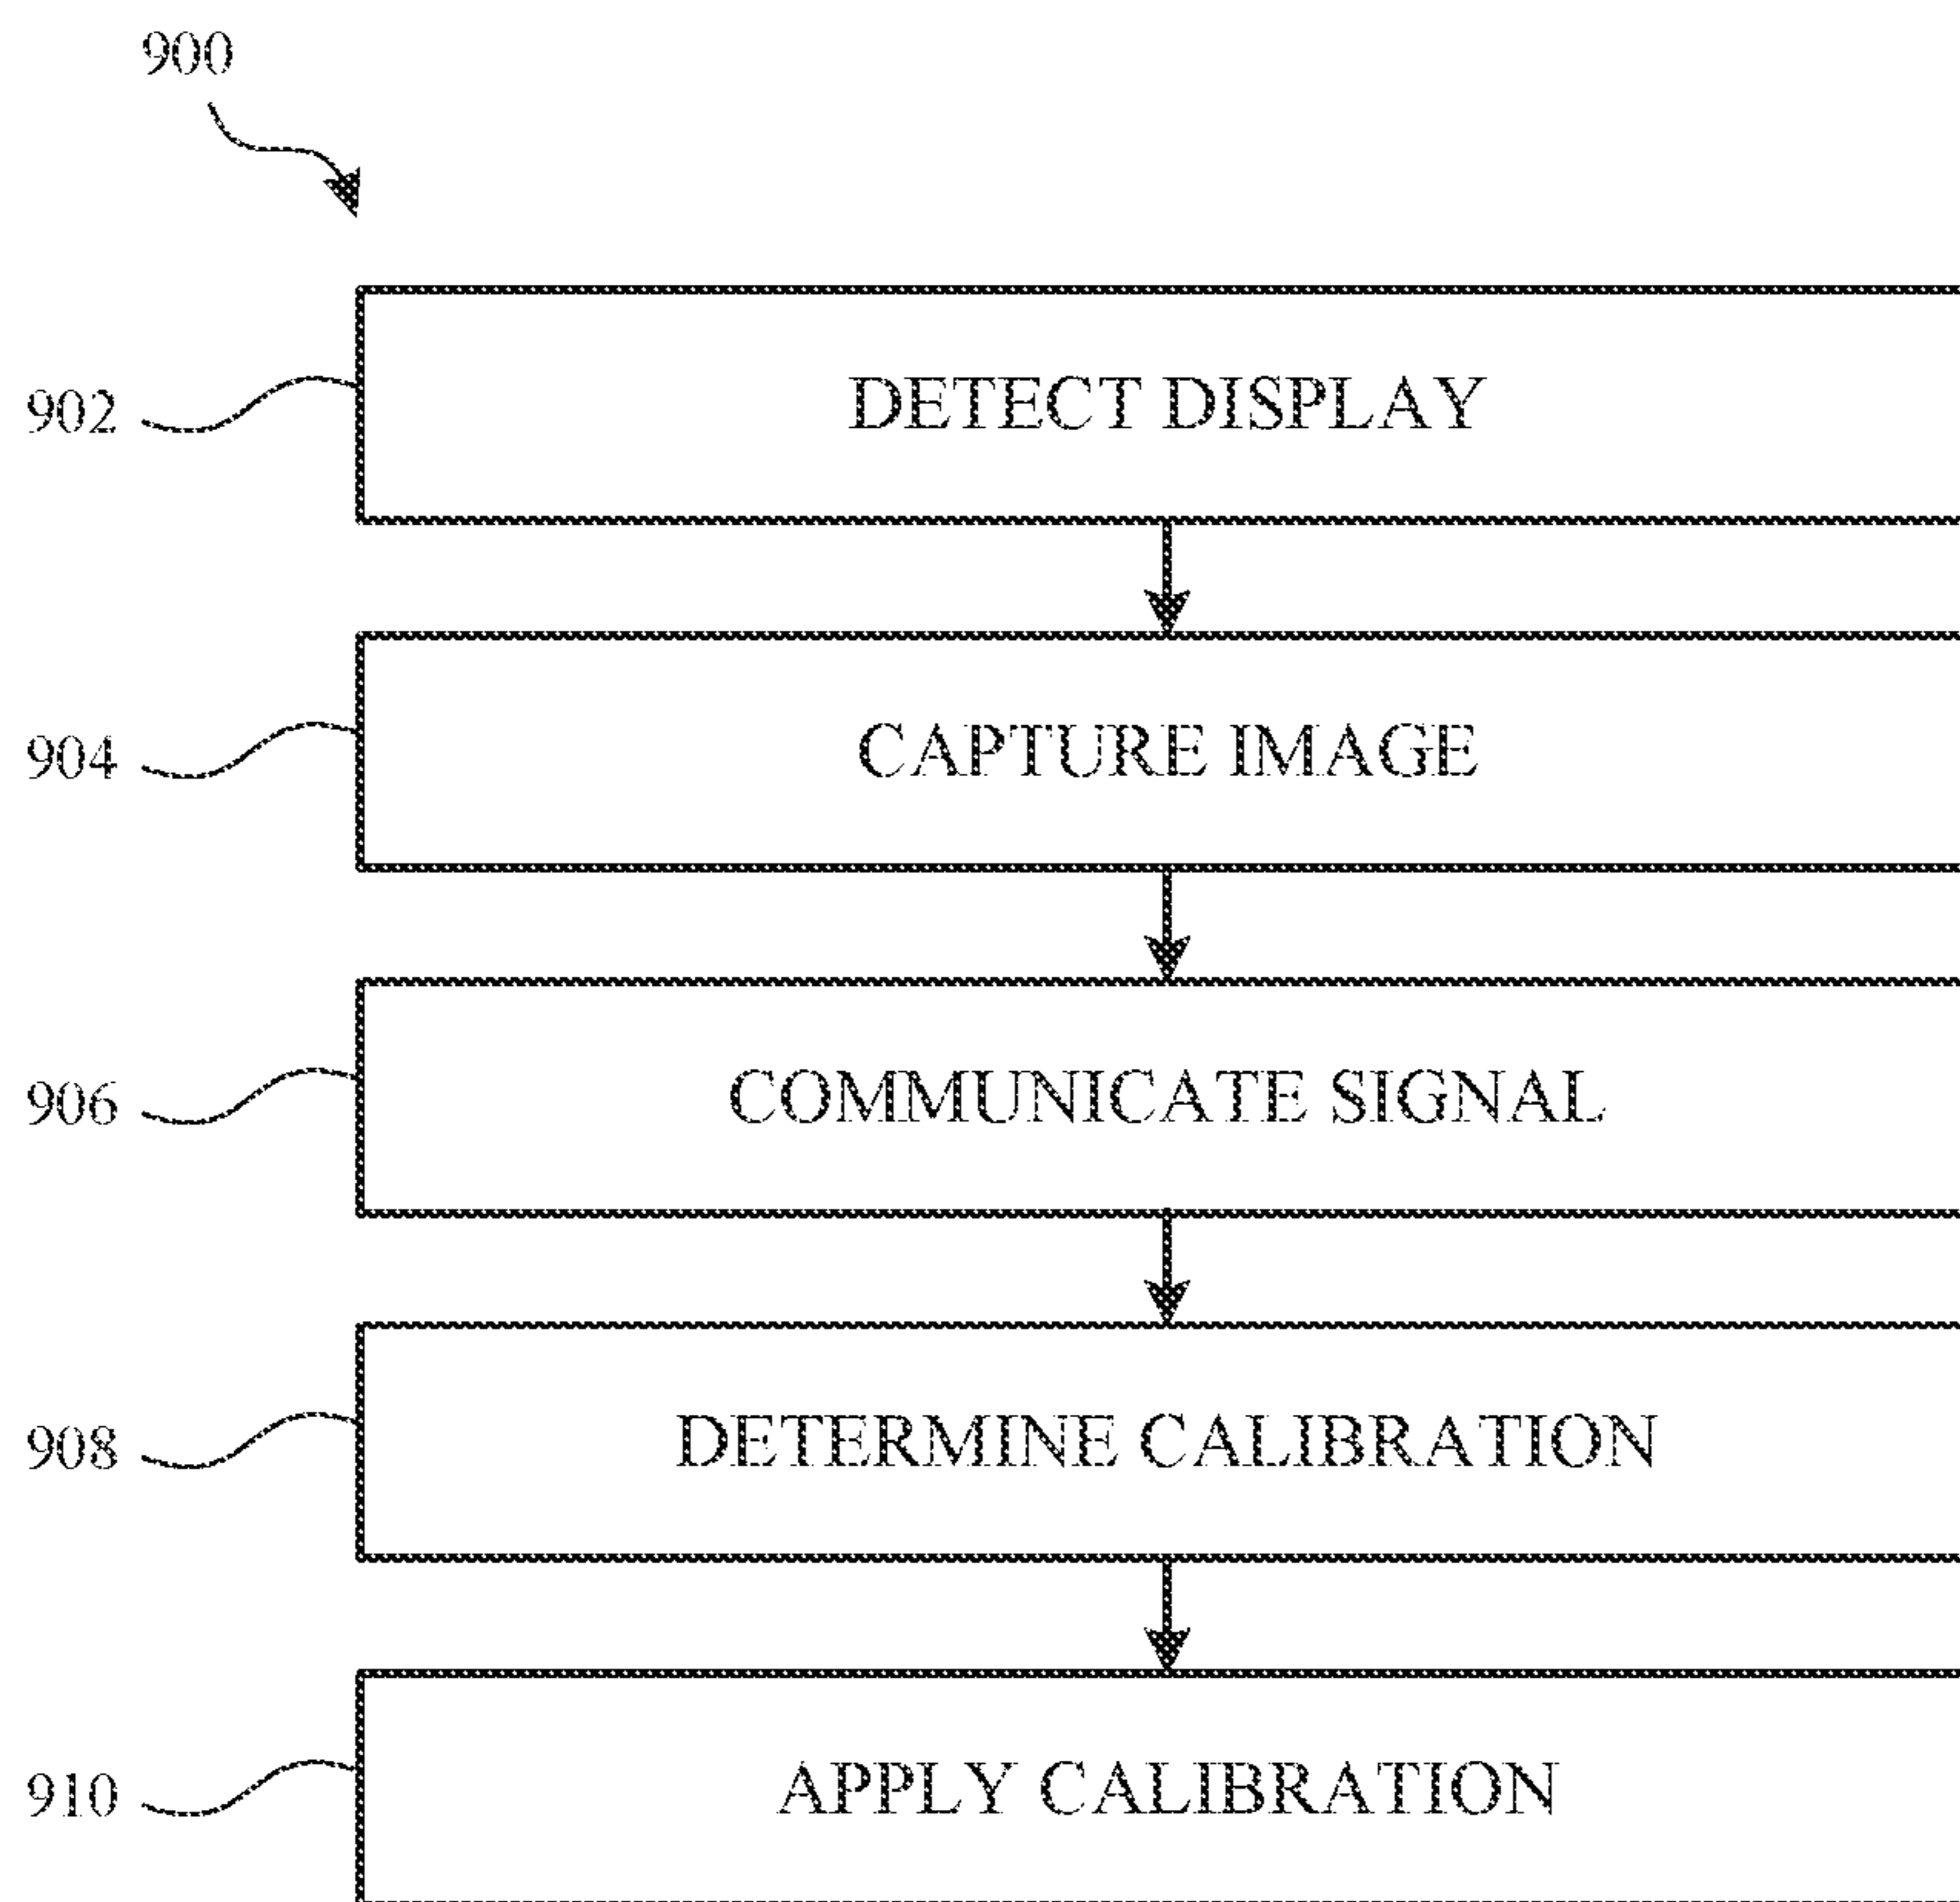 900
902 DETECT DISPLAY
904 CAPTURE IMAGE
906 COMMUNICATE SIGNAL
908 DETERMINE CALIBRATION
910 APPLY CALIBRATION